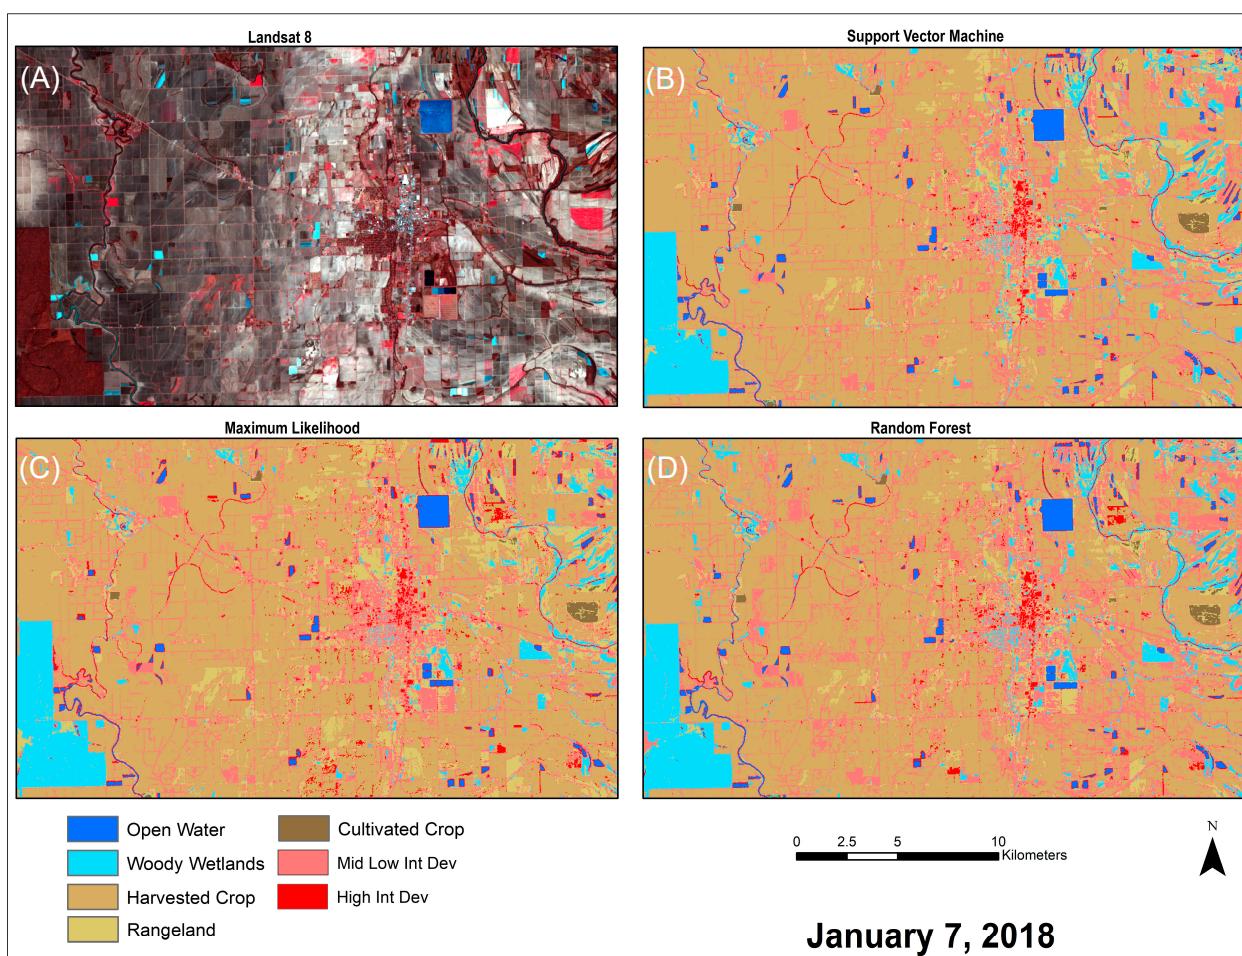 Landsat 8
Support Vector Machine
(A)
(B)
Maximum Likelihood
Random Forest
(C)
(D)
Open Water
Cultivated Crop
Woody Wetlands
Mid Low Int Dev
Harvested Crop
High Int Dev
Rangeland
0 2.5 5 10
Kilometers
N
January 7, 2018